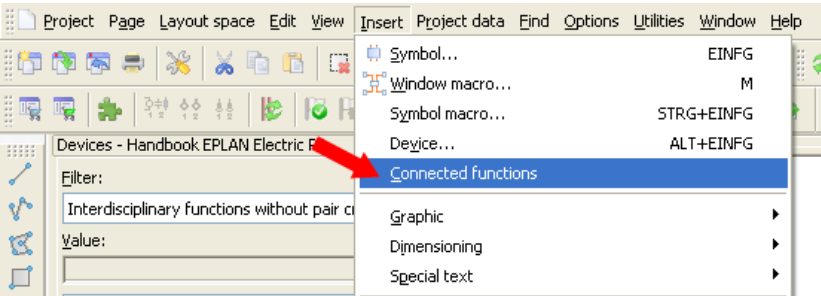 Project Page Layout space Edit View Insert Project data Find Options Utilities Window Help
Symbol... EINFG
Window macro... M
Symbol macro... STRG+EINFG
Devices - Handbook EPLAN Electric
Device... ALT+EINFG
Filter:
Connected functions
Interdisciplinary functions without pair
Graphic
Value:
Dimensioning
Special text